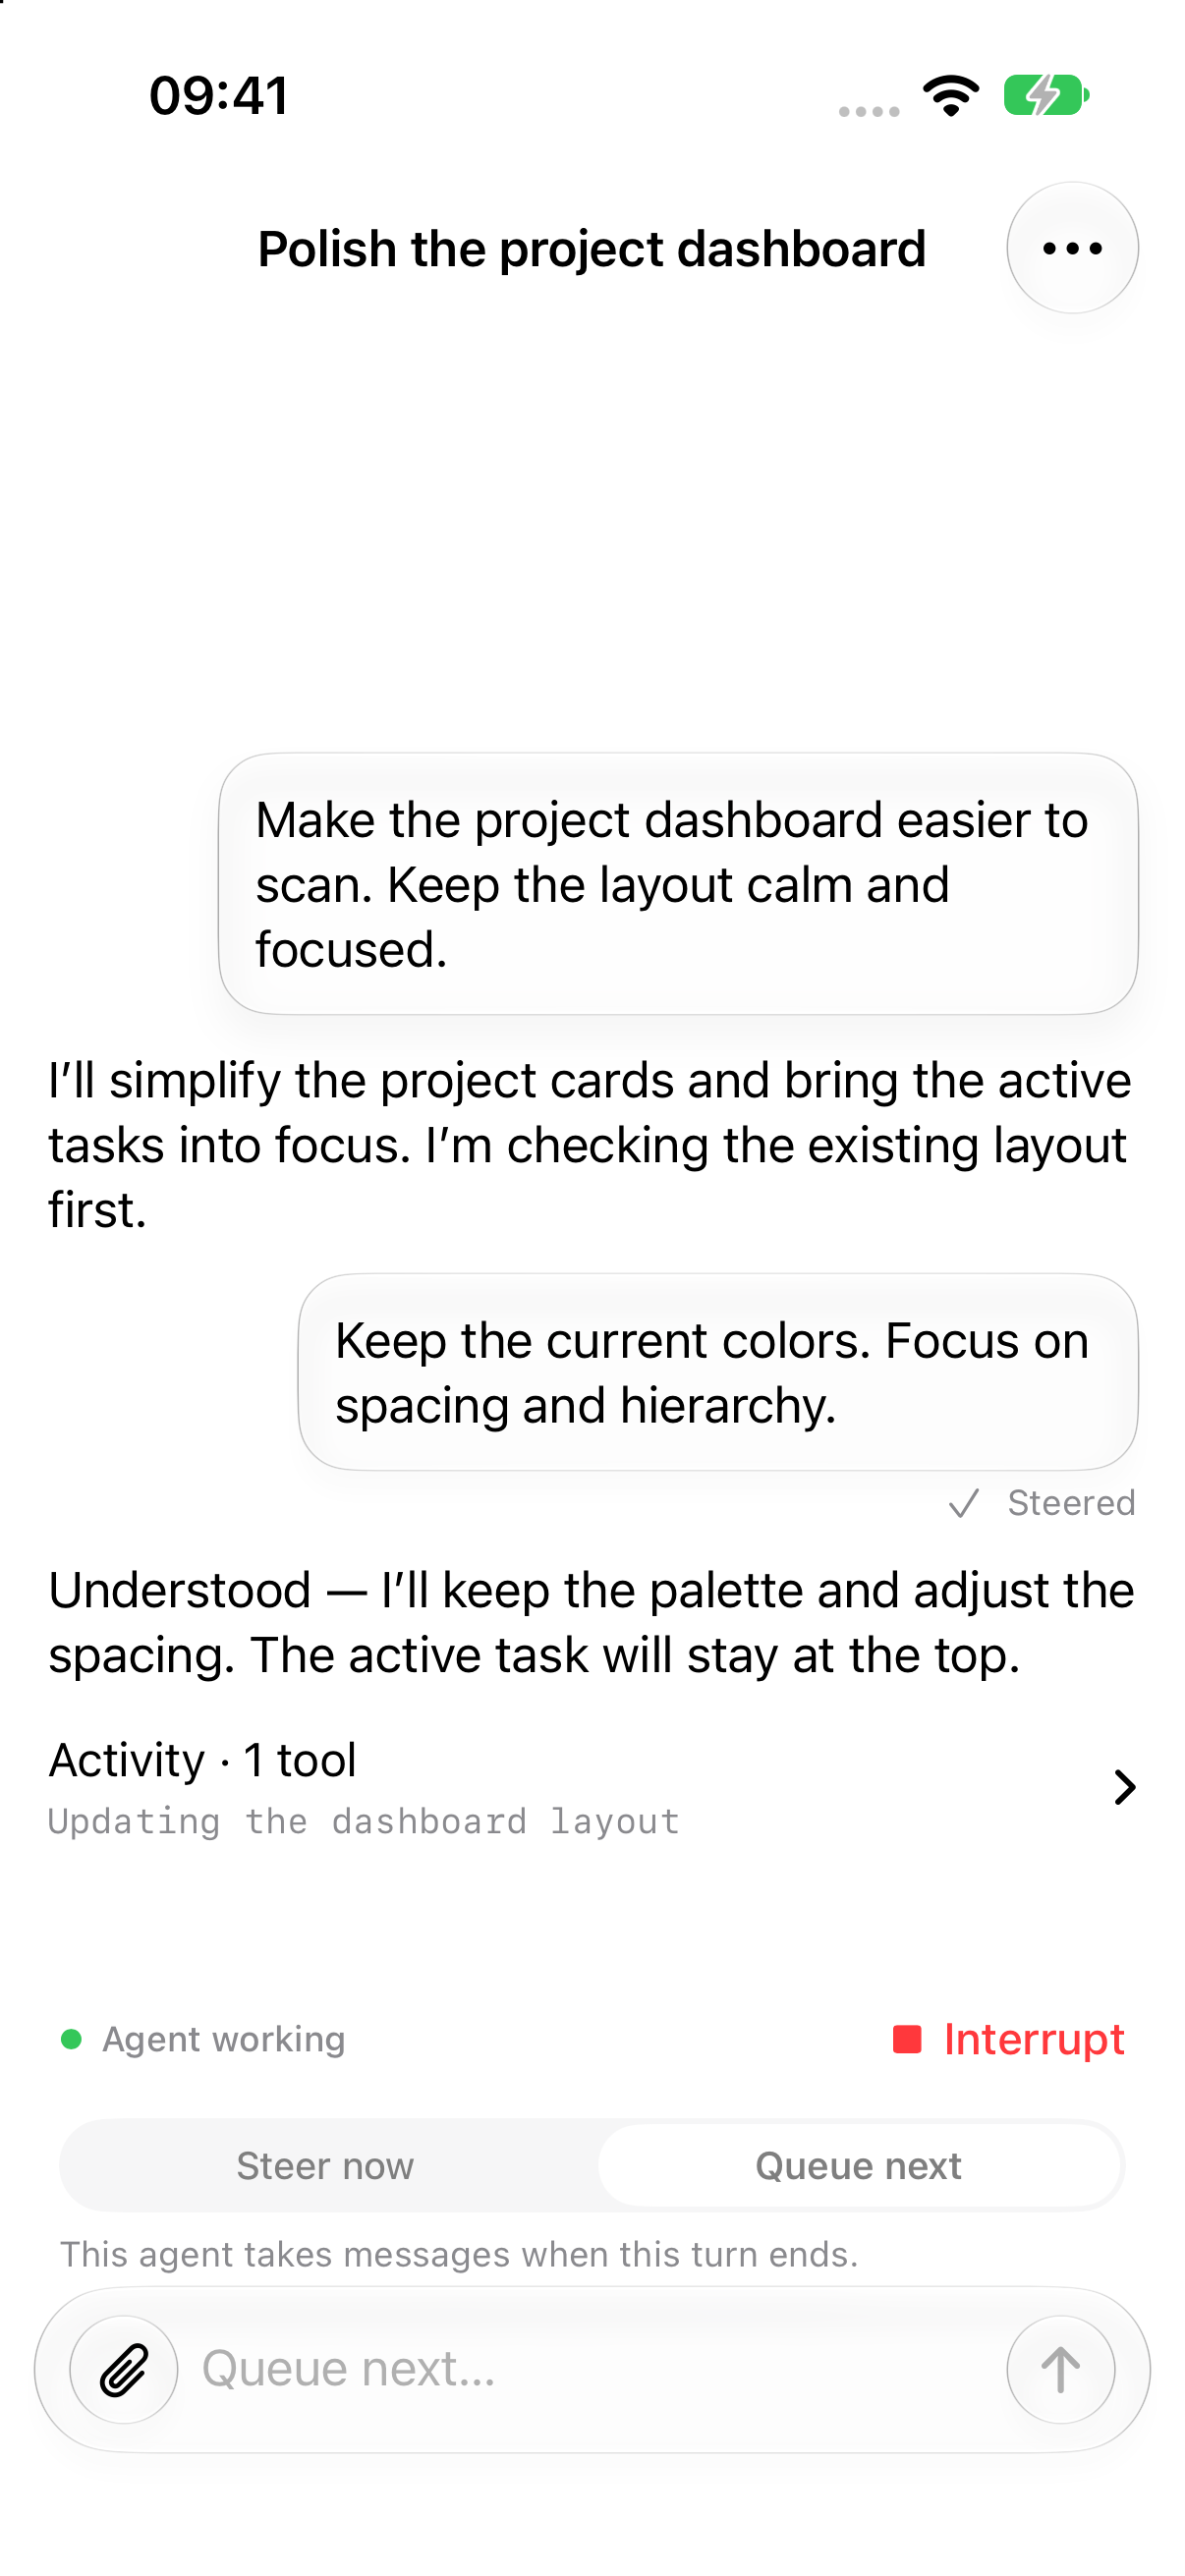 09:41
Polish the project dashboard
Make the project dashboard easier to
scan. Keep the layout calm and
focused.
I’ll simplify the project cards and bring the active
tasks into focus. I’m checking the existing layout
first.
Keep the current colors. Focus on
spacing and hierarchy.
Steered
Understood — I’ll keep the palette and adjust the
spacing. The active task will stay at the top.
Activity · 1 tool
Updating the dashboard layout
Agent working
Interrupt
Steer now
Queue next
This agent takes messages when this turn ends.
Queue next...